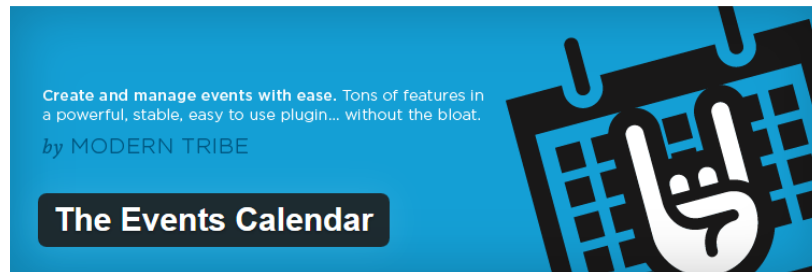 Create and manage events with ease. Tons of features in
a powerful, stable, easy to use plugin... without the bloat.
by MODERN TRIBE
The Events Calendar